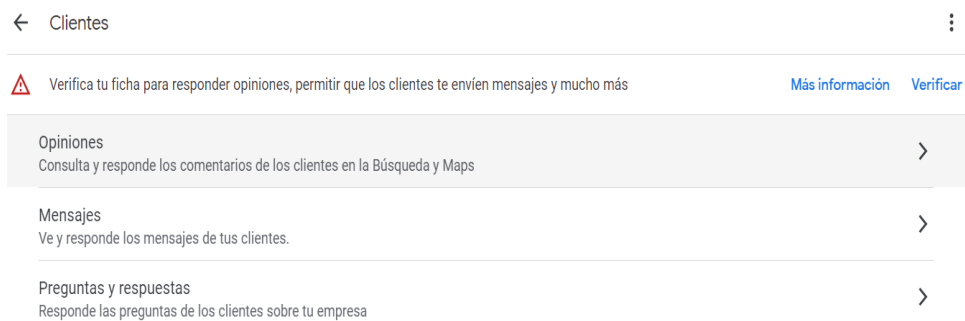 Clientes
Verifica tu ficha para responder opiniones, permitir que los clientes te envíen mensajes y mucho más Más información Verificar
Opiniones
Consulta y responde los comentarios de los clientes en la Búsqueda y Maps
Mensajes
Ve y responde los mensajes de tus clientes.
Preguntas y respuestas
Responde las preguntas de los clientes sobre tu empresa